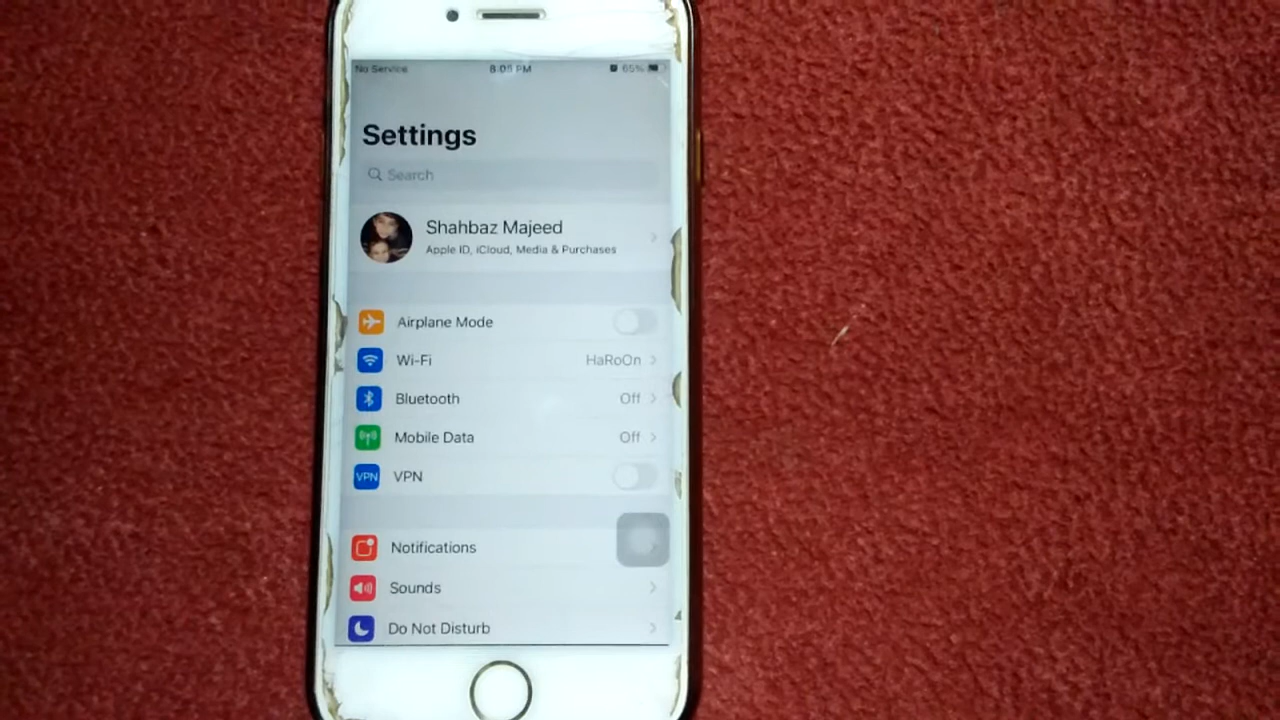 No Service 8:05 PM 65%
Settings
Search
Shahbaz Majeed
Apple ID, iCloud, Media & Purchases
Airplane Mode
Wi-Fi HaRoOn
Bluetooth Off
Mobile Data Off
VPN VPN
Notifications
Sounds
Do Not Disturb